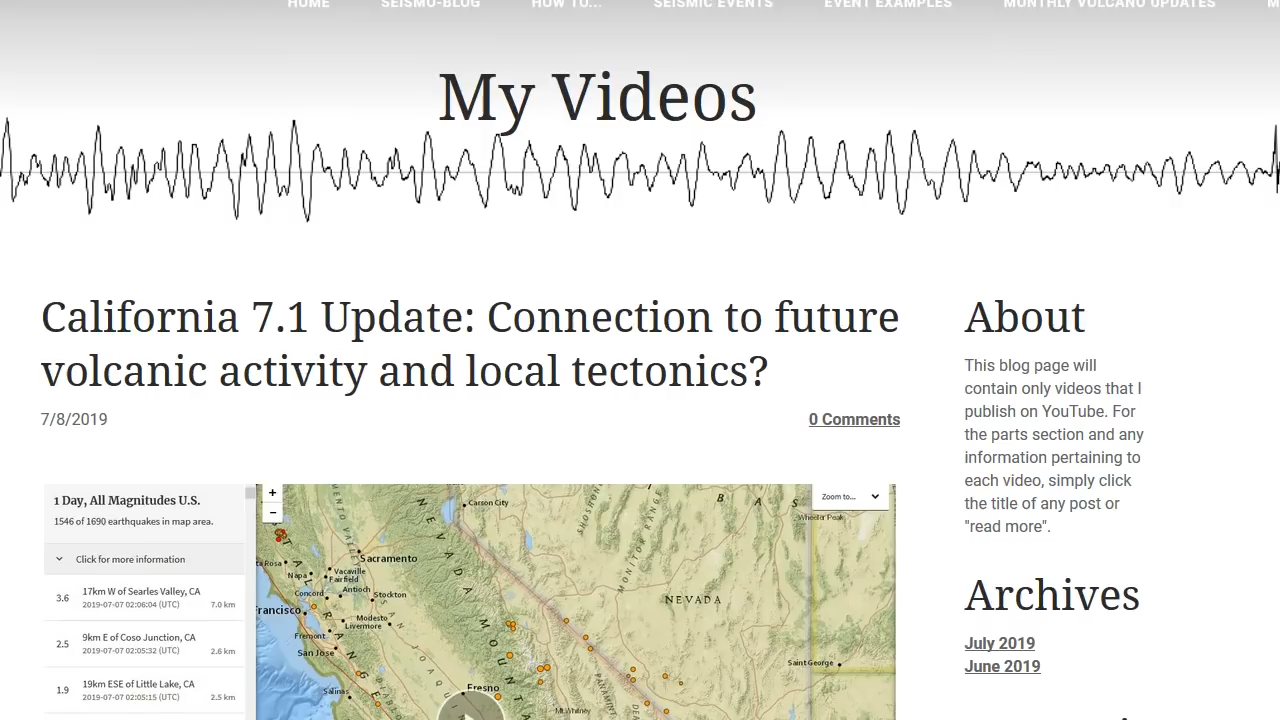 HOME SEISMO-BLOG HOW TO... SEISMIC EVENTS EVENT EXAMPLES MONTHLY VOLCANO UPDATES
My Videos
California 7.1 Update: Connection to future
volcanic activity and local tectonics?
7/8/2019
0 Comments
1 Day, All Magnitudes U.S.
1546 of 1690 earthquakes in map area.
Click for more information
3.6 17km W of Searles Valley, CA
2019-07-07 02:06:04 (UTC) 7.0 km
2.5 9km E of Coso Junction, CA
2019-07-07 02:05:32 (UTC) 2.6 km
1.9 19km ESE of Little Lake, CA
2019-07-07 02:05:15 (UTC) 2.5 km
+
−
Zoom to...
Carson City
Wheeler Peak
Sacramento
Vacaville
Napa
Fairfield
Concord
Antioch
Stockton
Francisco
Modesto
Livermore
Fremont
San Jose
Salinas
Fresno
Mt Whitney
Saint George
NEVADA
MONITOR RANGE
About
This blog page will
contain only videos that I
publish on YouTube. For
the parts section and any
information pertaining to
each video, simply click
the title of any post or
"read more".
Archives
July 2019
June 2019